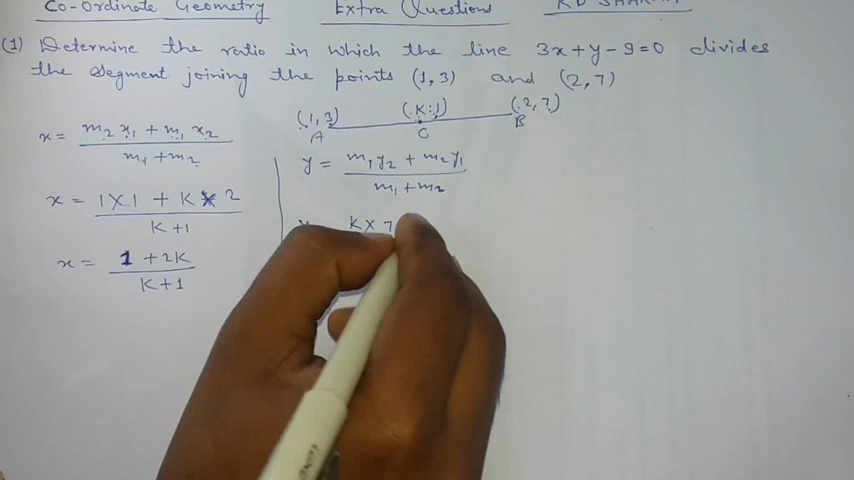 Co-Ordinate Geometry Extra Questions
(1) Determine the ratio in which the line 3x+y-9=0 divides
the segment joining the points (1,3) and (2,7)
(1,3) (K:1) (2,7)
A C B
x = m2 x1 + m1 x2 / m1 + m2
y = m1 y2 + m2 y1 / m1 + m2
x = 1 X 1 + K X 2 / K + 1
K X 7
x = 1 + 2K / K + 1